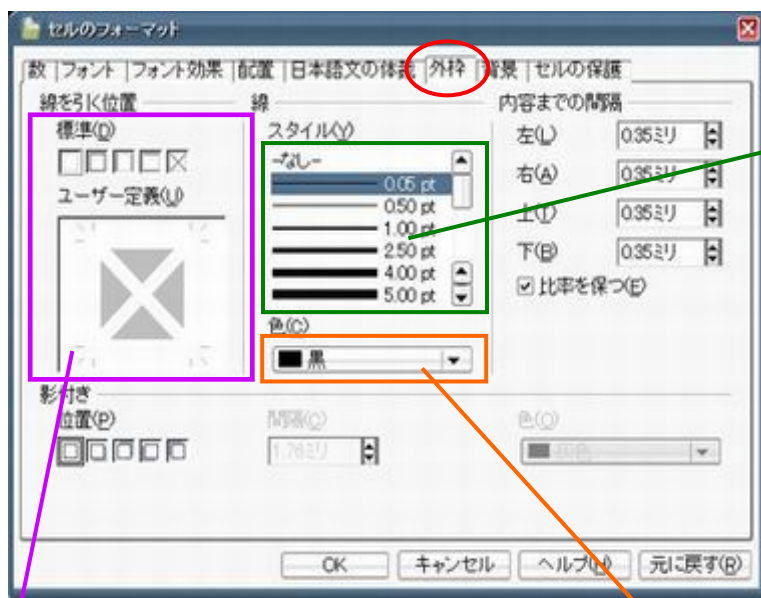 セルのフォーマット
数 フォント フォント効果 配置 日本語文の体裁 外枠 背景 セルの保護
線を引く位置
標準(D)
ユーザー定義(U)
線
スタイル(Y)
-なし-
0.05 pt
0.50 pt
1.00 pt
2.50 pt
4.00 pt
5.00 pt
色(C)
黒
内容までの間隔
左(L) 0.35ミリ
右(A) 0.35ミリ
上(T) 0.35ミリ
下(B) 0.35ミリ
比率を保つ(E)
影付き
位置(P)
間隔(C)
1.76ミリ
色(O)
灰色
OK キャンセル ヘルプ(H) 元に戻す(R)